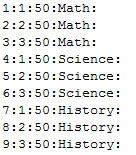 1:1:50:Math:
2:2:50:Math:
3:3:50:Math:
4:1:50:Science:
5:2:50:Science:
6:3:50:Science:
7:1:50:History:
8:2:50:History:
9:3:50:History: